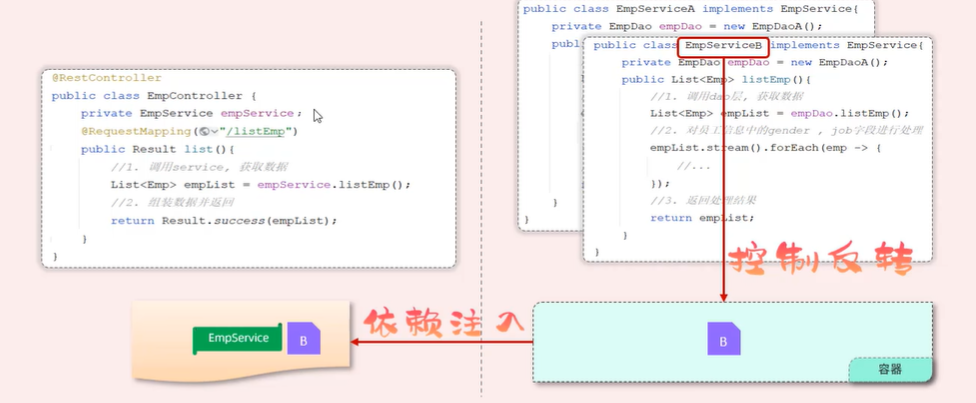 @RestController
public class EmpController {
private EmpService empService;
@RequestMapping("/listEmp")
public Result list(){
//1. 调用service, 获取数据
List<Emp> empList = empService.listEmp();
//2. 组装数据并返回
return Result.success(empList);
}
}
public class EmpServiceA implements EmpService{
private EmpDao empDao = new EmpDaoA();
publ
}
}
public class EmpServiceB implements EmpService{
private EmpDao empDao = new EmpDaoA();
public List<Emp> listEmp(){
//1. 调用dao层, 获取数据
List<Emp> empList = empDao.listEmp();
//2. 对员工信息中的gender , job字段进行处理
empList.stream().forEach(emp -> {
//...
});
//3. 返回处理结果
return empList;
}
}
控制反转
依赖注入
EmpService
B
B
容器